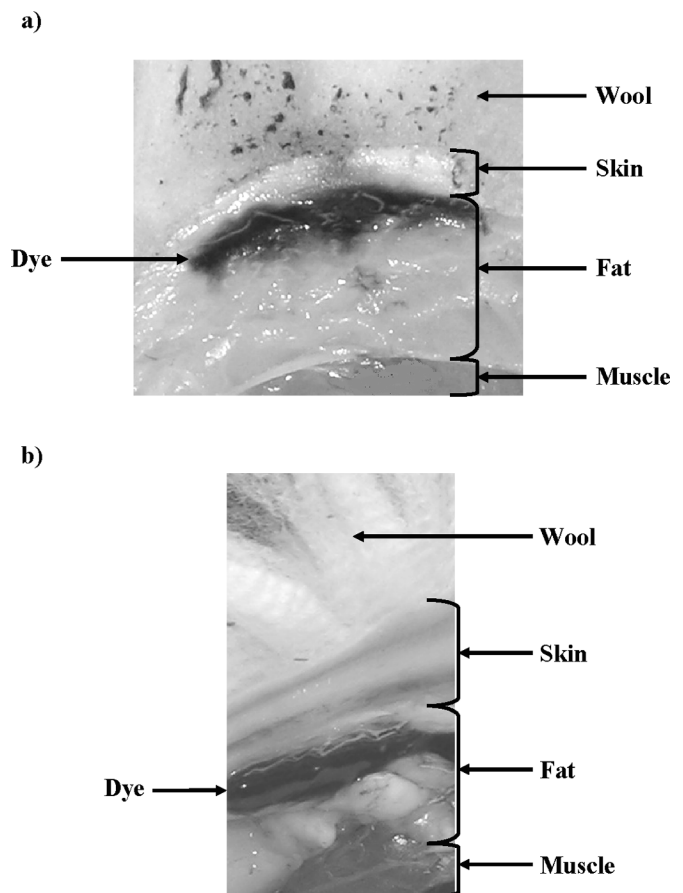 a)
Wool
Skin
Dye
Fat
Muscle
b)
Wool
Skin
Fat
Dye
Muscle